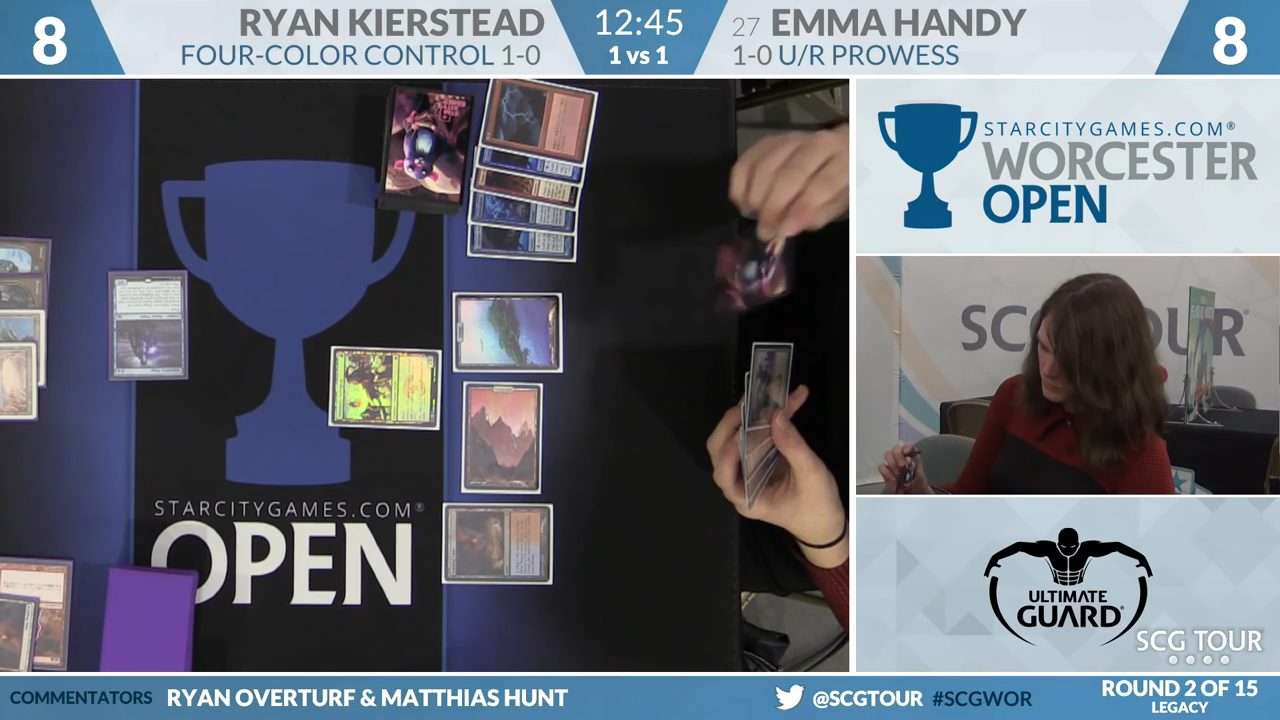 8
RYAN KIERSTEAD
FOUR-COLOR CONTROL 1-0
12:45
1 vs 1
27 EMMA HANDY
1-0 U/R PROWESS
8
STARCITYGAMES.COM®
OPEN
STARCITYGAMES.COM®
WORCESTER
OPEN
SCG TOUR
ULTIMATE
GUARD
SCG TOUR
COMMENTATORS RYAN OVERTURF & MATTHIAS HUNT
@SCGTOUR #SCGWOR
ROUND 2 OF 15
LEGACY